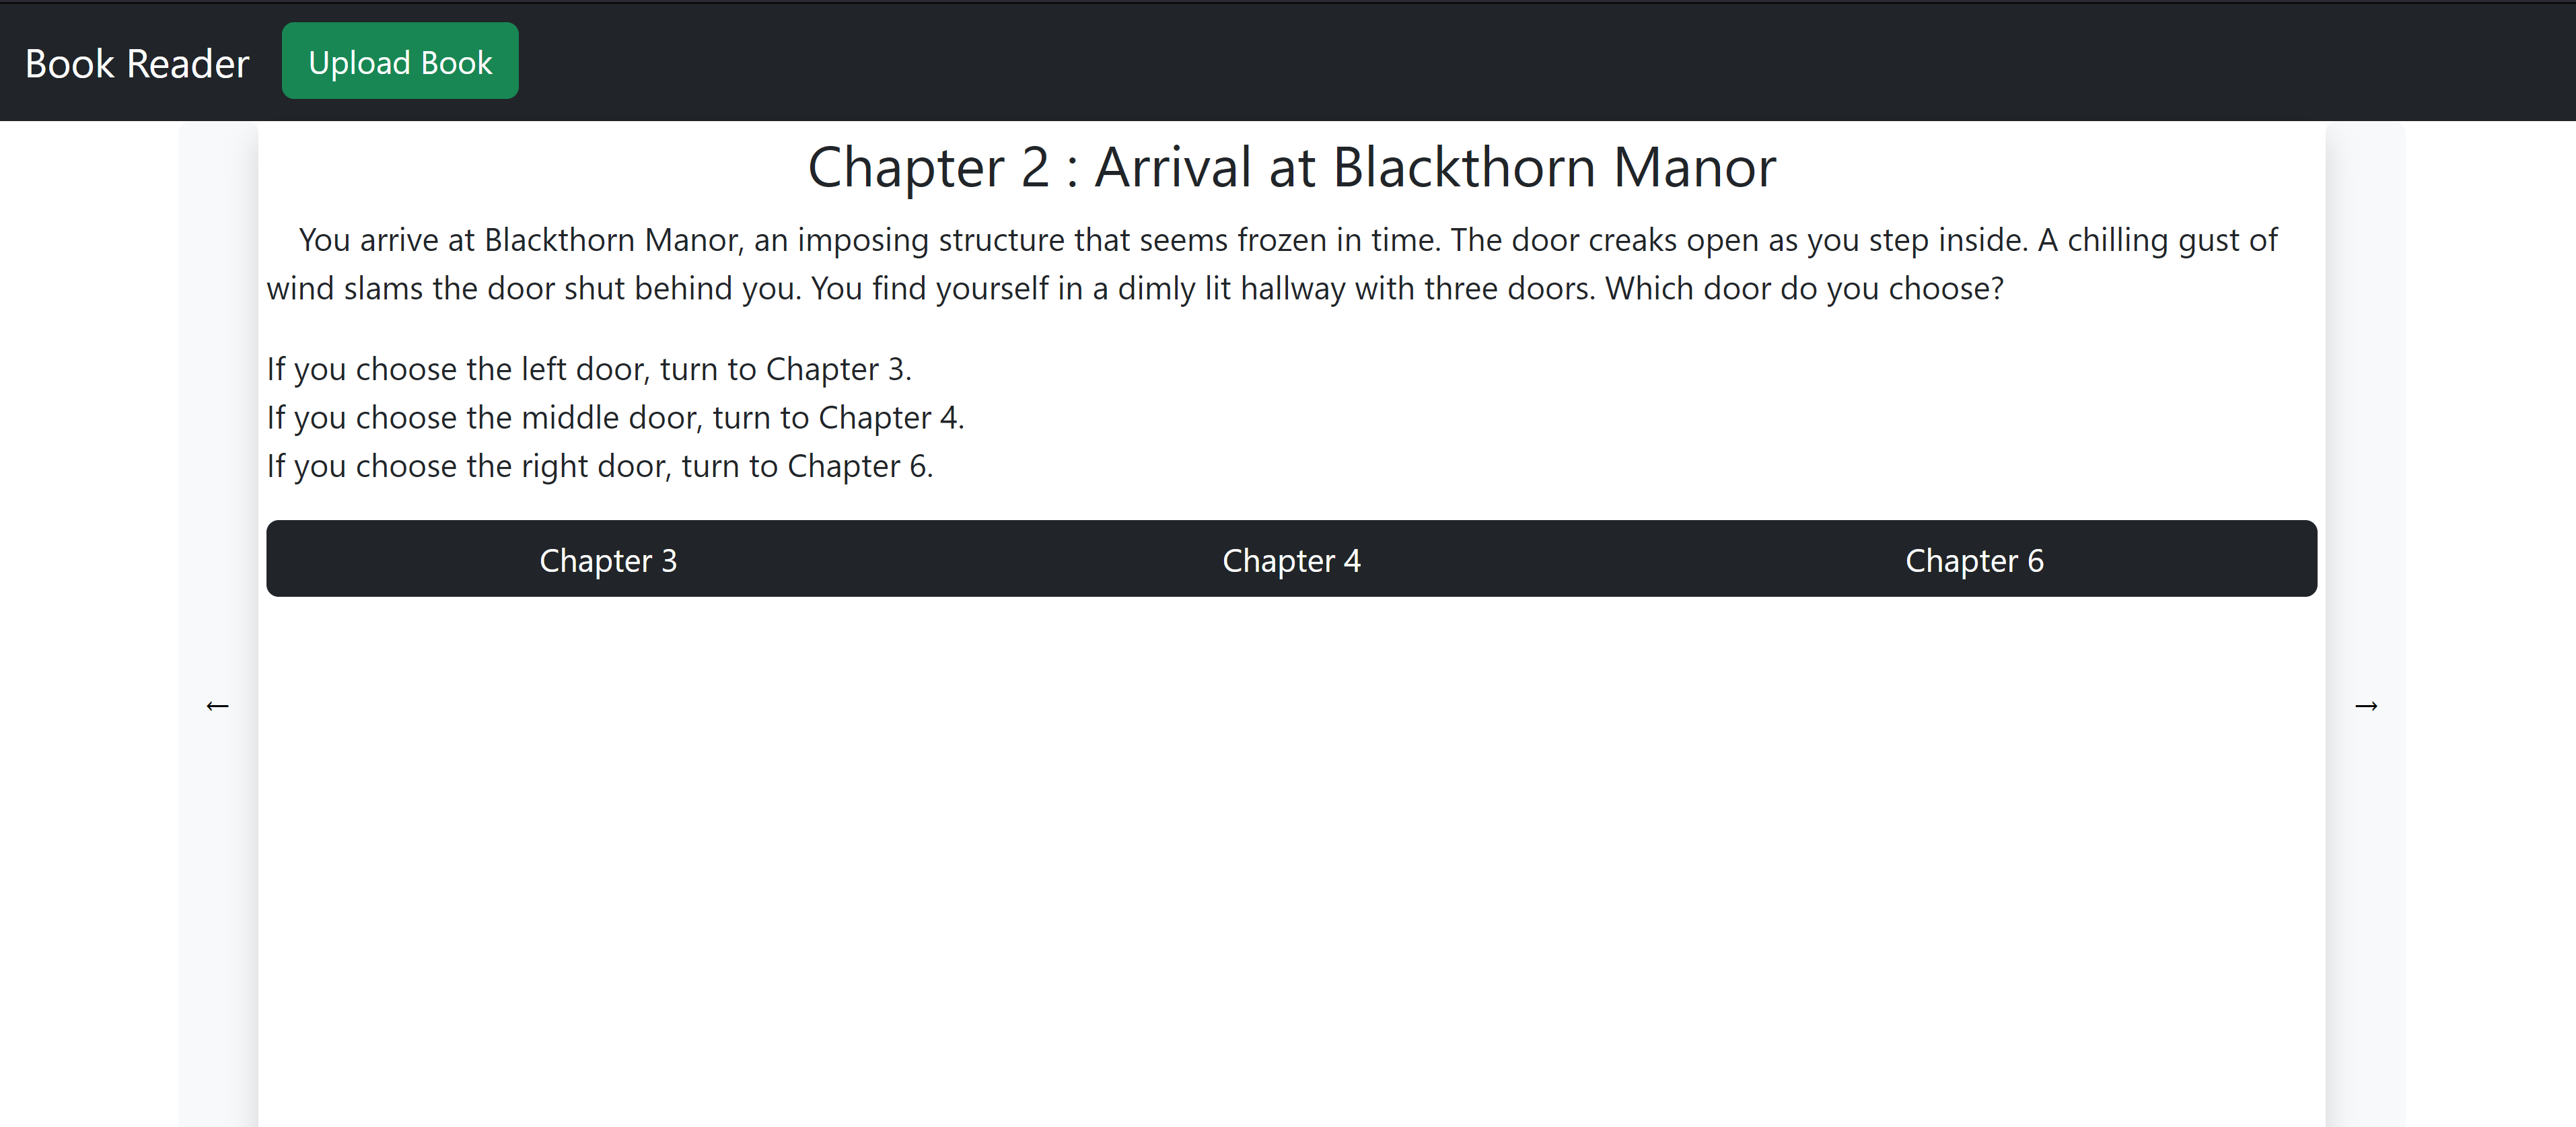 Book Reader
Upload Book
Chapter 2 : Arrival at Blackthorn Manor
You arrive at Blackthorn Manor, an imposing structure that seems frozen in time. The door creaks open as you step inside. A chilling gust of
wind slams the door shut behind you. You find yourself in a dimly lit hallway with three doors. Which door do you choose?
If you choose the left door, turn to Chapter 3.
If you choose the middle door, turn to Chapter 4.
If you choose the right door, turn to Chapter 6.
Chapter 3
Chapter 4
Chapter 6
← →